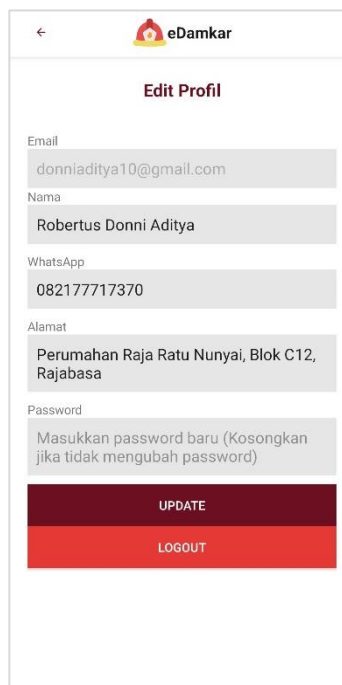 eDamkar
Edit Profil
Email
donniaditya10@gmail.com
Nama
Robertus Donni Aditya
WhatsApp
082177717370
Alamat
Perumahan Raja Ratu Nunyai, Blok C12,
Rajabasa
Password
Masukkan password baru (Kosongkan
jika tidak mengubah password)
UPDATE
LOGOUT